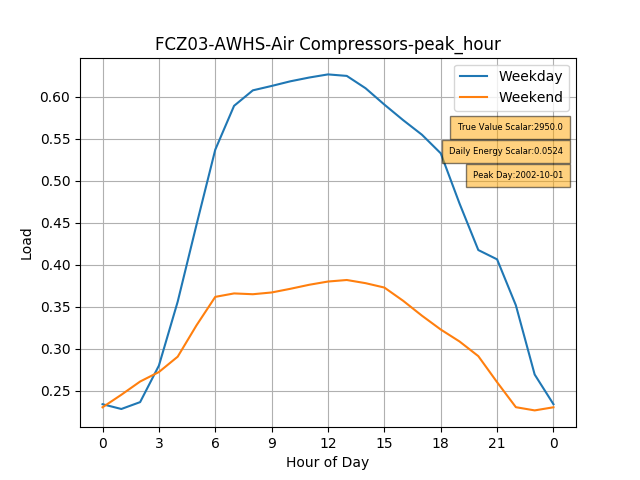 FCZ03-AWHS-Air Compressors-peak_hour
Weekday
Weekend
True Value Scalar:2950.0
Daily Energy Scalar:0.0524
Peak Day:2002-10-01
Load
0.60
0.55
0.50
0.45
0.40
0.35
0.30
0.25
0 3 6 9 12 15 18 21 0
Hour of Day